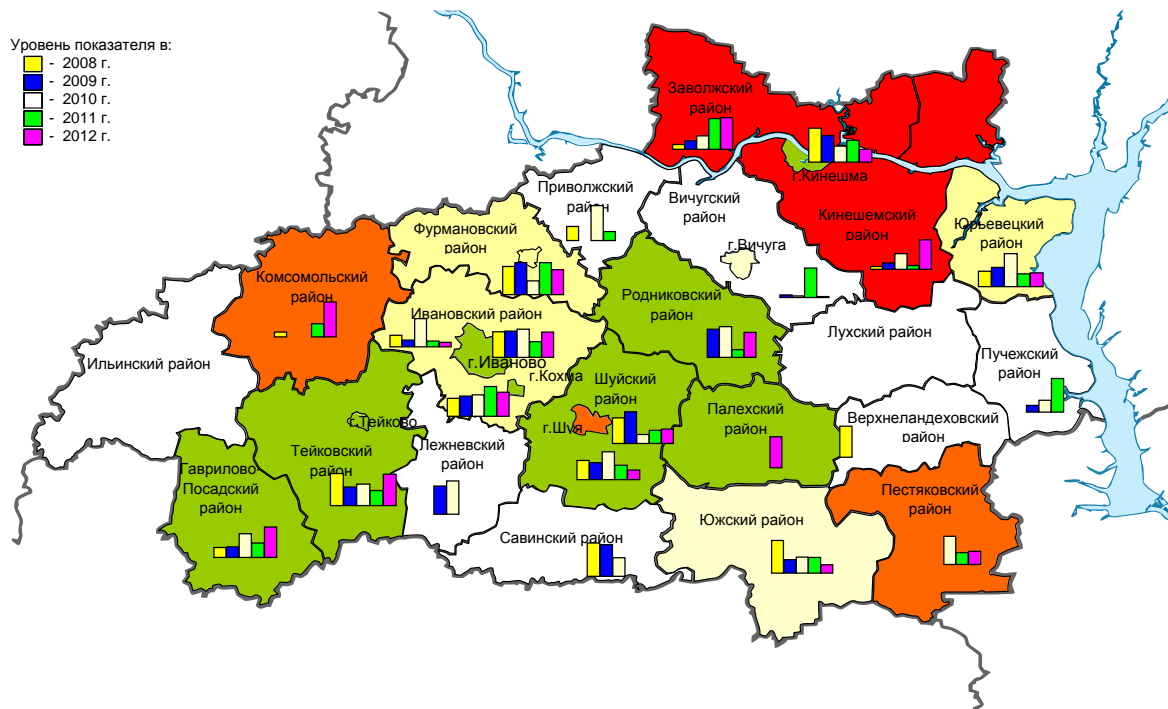 Уровень показателя в:
- 2008 г.
- 2009 г.
- 2010 г.
- 2011 г.
- 2012 г.
Заволжский
район
г.Кинешма
Приволжский
район
Вичугский
район
Кинешемский
район
Юрьевецкий
район
Фурмановский
район
г.Вичуга
Комсомольский
район
Родниковский
район
Ивановский район
Лухский район
Ильинский район
Пучежский
район
г.Иваново
г.Кохма
Шуйский
район
Палехский
район
Верхнеландеховский
район
г.Тейково
г.Шуя
Лежневский
район
Тейковский
район
Гаврилово-
Посадский
район
Пестяковский
район
Южский район
Савинский район